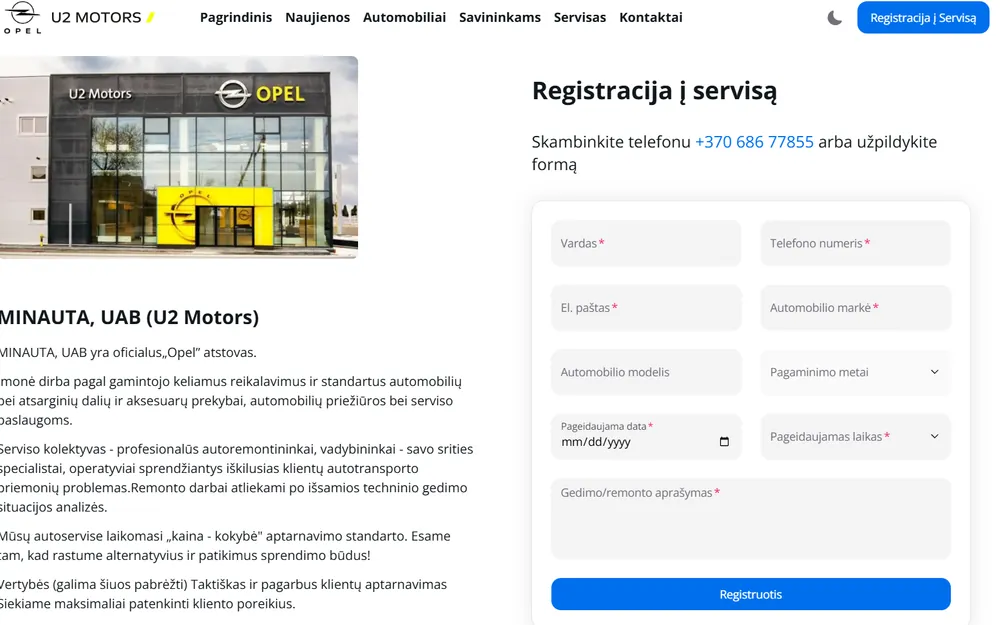 OPEL
U2 MOTORS
Pagrindinis Naujienos Automobiliai Savininkams Servisas Kontaktai
Registracija į Servisą
U2 Motors
OPEL
OPEL
MINAUTA, UAB (U2 Motors)
MINAUTA, UAB yra oficialus„Opel” atstovas.
monė dirba pagal gamintojo keliamus reikalavimus ir standartus automobilių
bei atsarginių dalių ir aksesuarų prekybai, automobilių priežiūros bei serviso
paslaugoms.
Serviso kolektyvas - profesionalūs autoremontininkai, vadybininkai - savo srities
specialistai, operatyviai sprendžiantys iškilusias klientų autotransporto
priemonių problemas.Remonto darbai atliekami po išsamios techninio gedimo
situacijos analizės.
Mūsų autoservise laikomasi „kaina - kokybė" aptarnavimo standarto. Esame
tam, kad rastume alternatyvius ir patikimus sprendimo būdus!
Vertybės (galima šiuos pabrėžti) Taktiškas ir pagarbus klientų aptarnavimas
Siekiame maksimaliai patenkinti kliento poreikius.
Registracija į servisą
Skambinkite telefonu +370 686 77855 arba užpildykite
formą
Vardas*
Telefono numeris*
El. paštas*
Automobilio markė*
Automobilio modelis
Pagaminimo metai
Pageidaujama data*
mm/dd/yyyy
Pageidaujamas laikas*
Gedimo/remonto aprašymas*
Registruotis